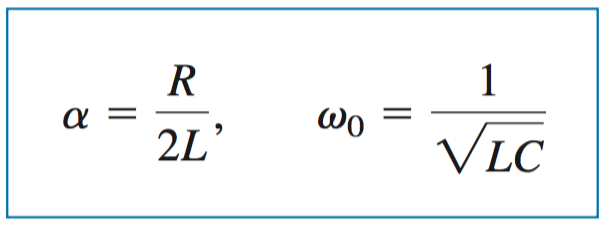 α = R/2L, ω₀ = 1/√LC